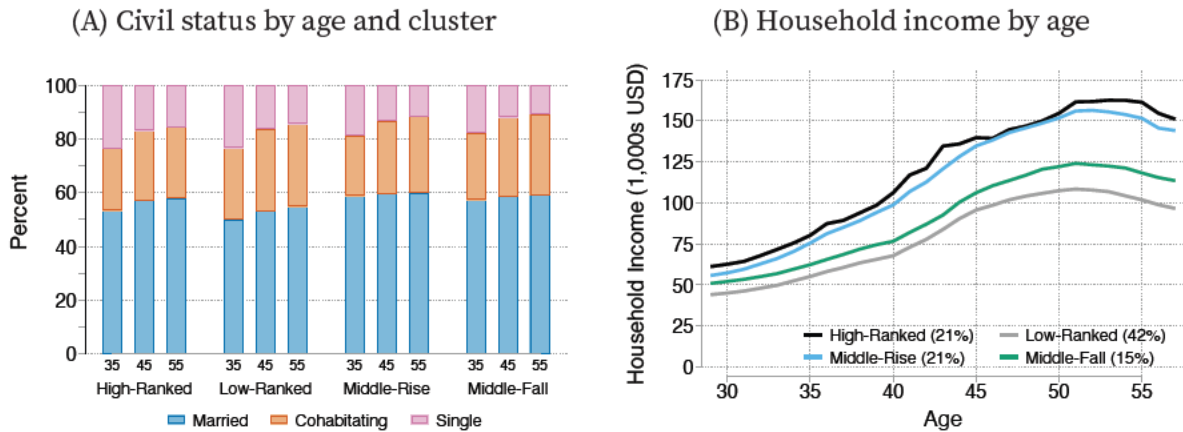 (A) Civil status by age and cluster
100
80
60
40
20
0
Percent
35 45 55 35 45 55 35 45 55 35 45 55
High-Ranked Low-Ranked Middle-Rise Middle-Fall
Married Cohabitating Single
(B) Household income by age
175
150
125
100
75
50
25
0
Household Income (1,000s USD)
High-Ranked (21%) Low-Ranked (42%)
Middle-Rise (21%) Middle-Fall (15%)
30 35 40 45 50 55
Age